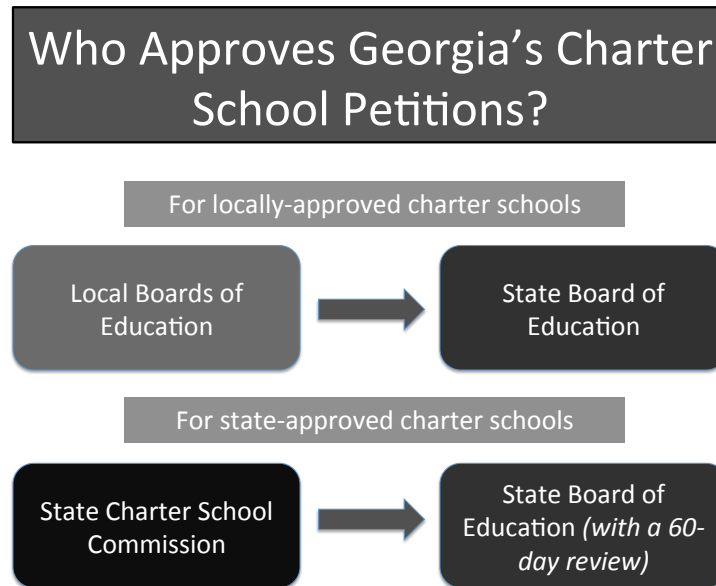 Who Approves Georgia’s Charter
School Petitions?
For locally-approved charter schools
Local Boards of
Education
State Board of
Education
For state-approved charter schools
State Charter School
Commission
State Board of
Education (with a 60-
day review)